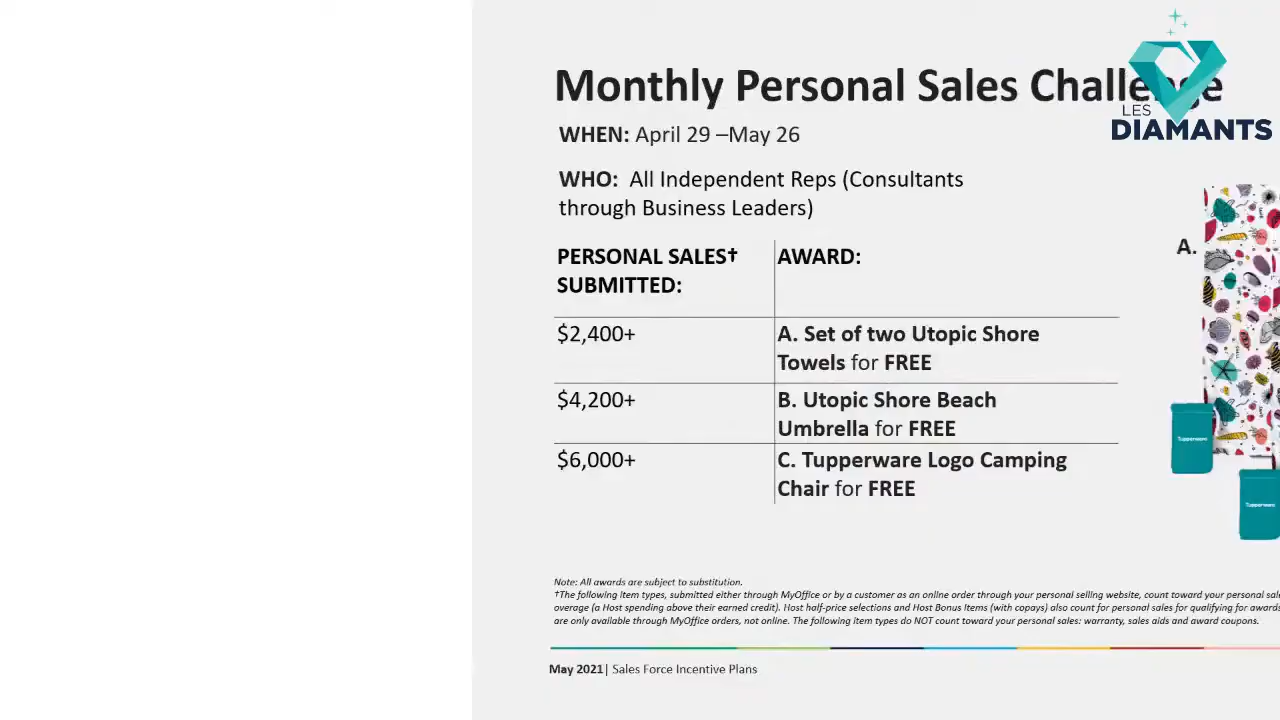 Monthly Personal Sales Challenge
LES
DIAMANTS
WHEN: April 29 –May 26
WHO: All Independent Reps (Consultants
through Business Leaders)
PERSONAL SALES†
SUBMITTED:
AWARD:
$2,400+
A. Set of two Utopic Shore
Towels for FREE
$4,200+
B. Utopic Shore Beach
Umbrella for FREE
$6,000+
C. Tupperware Logo Camping
Chair for FREE
A.
Tupperware
Tupperware
Note: All awards are subject to substitution.
†The following item types, submitted either through MyOffice or by a customer as an online order through your personal selling website, count toward your personal
overage (a Host spending above their earned credit). Host half-price selections and Host Bonus Items (with copays) also count for personal sales for qualifying for awards
are only available through MyOffice orders, not online. The following item types do NOT count toward your personal sales: warranty, sales aids and award coupons.
May 2021| Sales Force Incentive Plans